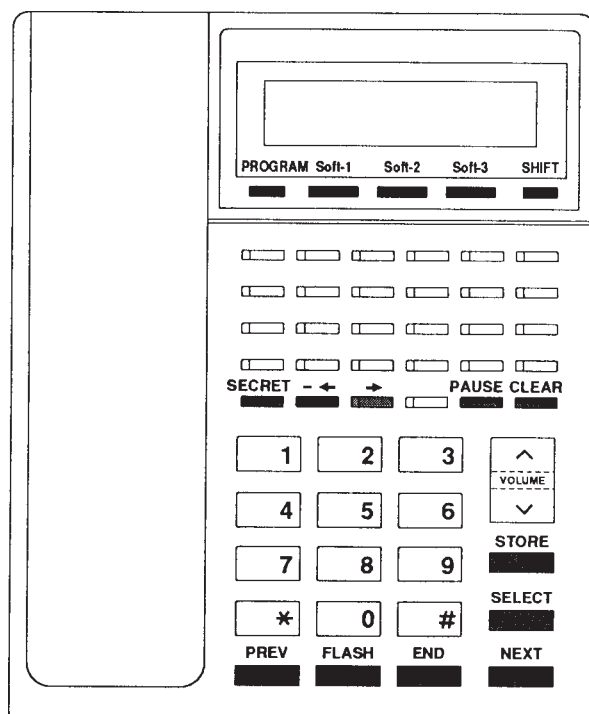 PROGRAM Soft-1 Soft-2 Soft-3 SHIFT
SECRET - ← → PAUSE CLEAR
1 2 3
VOLUME
4 5 6
STORE
7 8 9
SELECT
* 0 #
PREV FLASH END NEXT